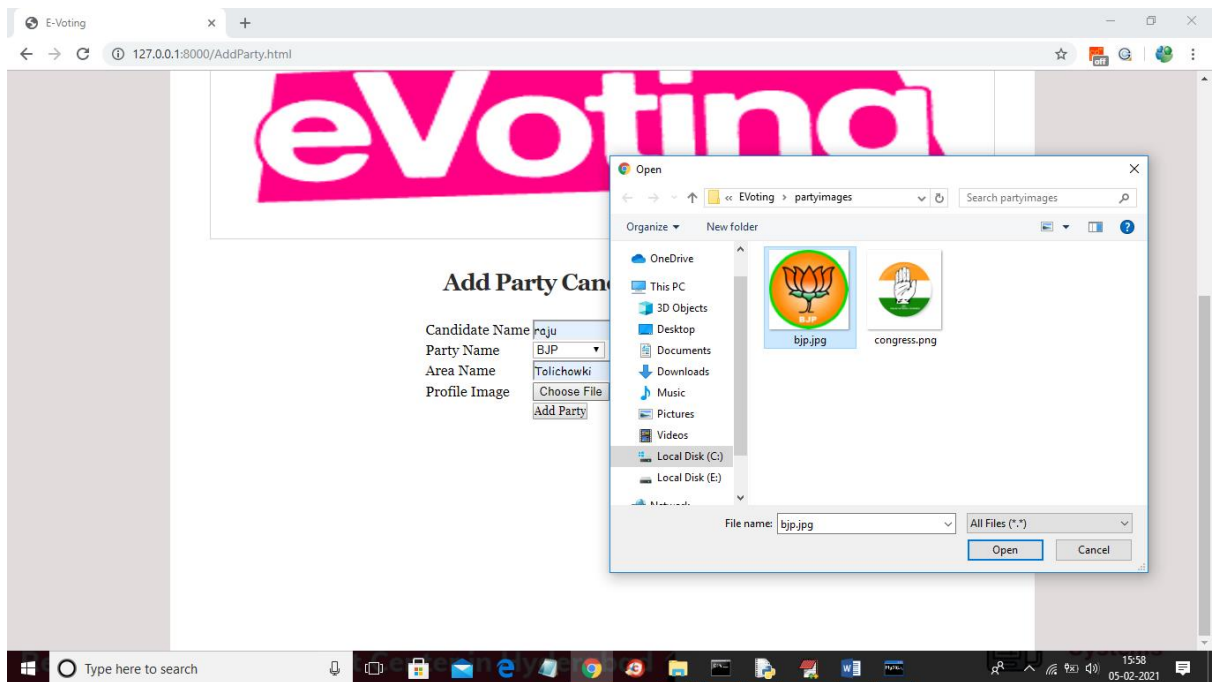 E-Voting
127.0.0.1:8000/AddParty.html
off
eVoting
Open
« EVoting › partyimages
Search partyimages
Organize
New folder
OneDrive
This PC
3D Objects
Desktop
Documents
Downloads
Music
Pictures
Videos
Local Disk (C:)
Local Disk (E:)
BJP
bjp.jpg
congress.png
File name:
bjp.jpg
All Files (*.*)
Open
Cancel
Add Party
Candidate Name raju
Party Name BJP
Area Name Tolichowki
Profile Image Choose File
Add Party
Type here to search
15:58
05-02-2021